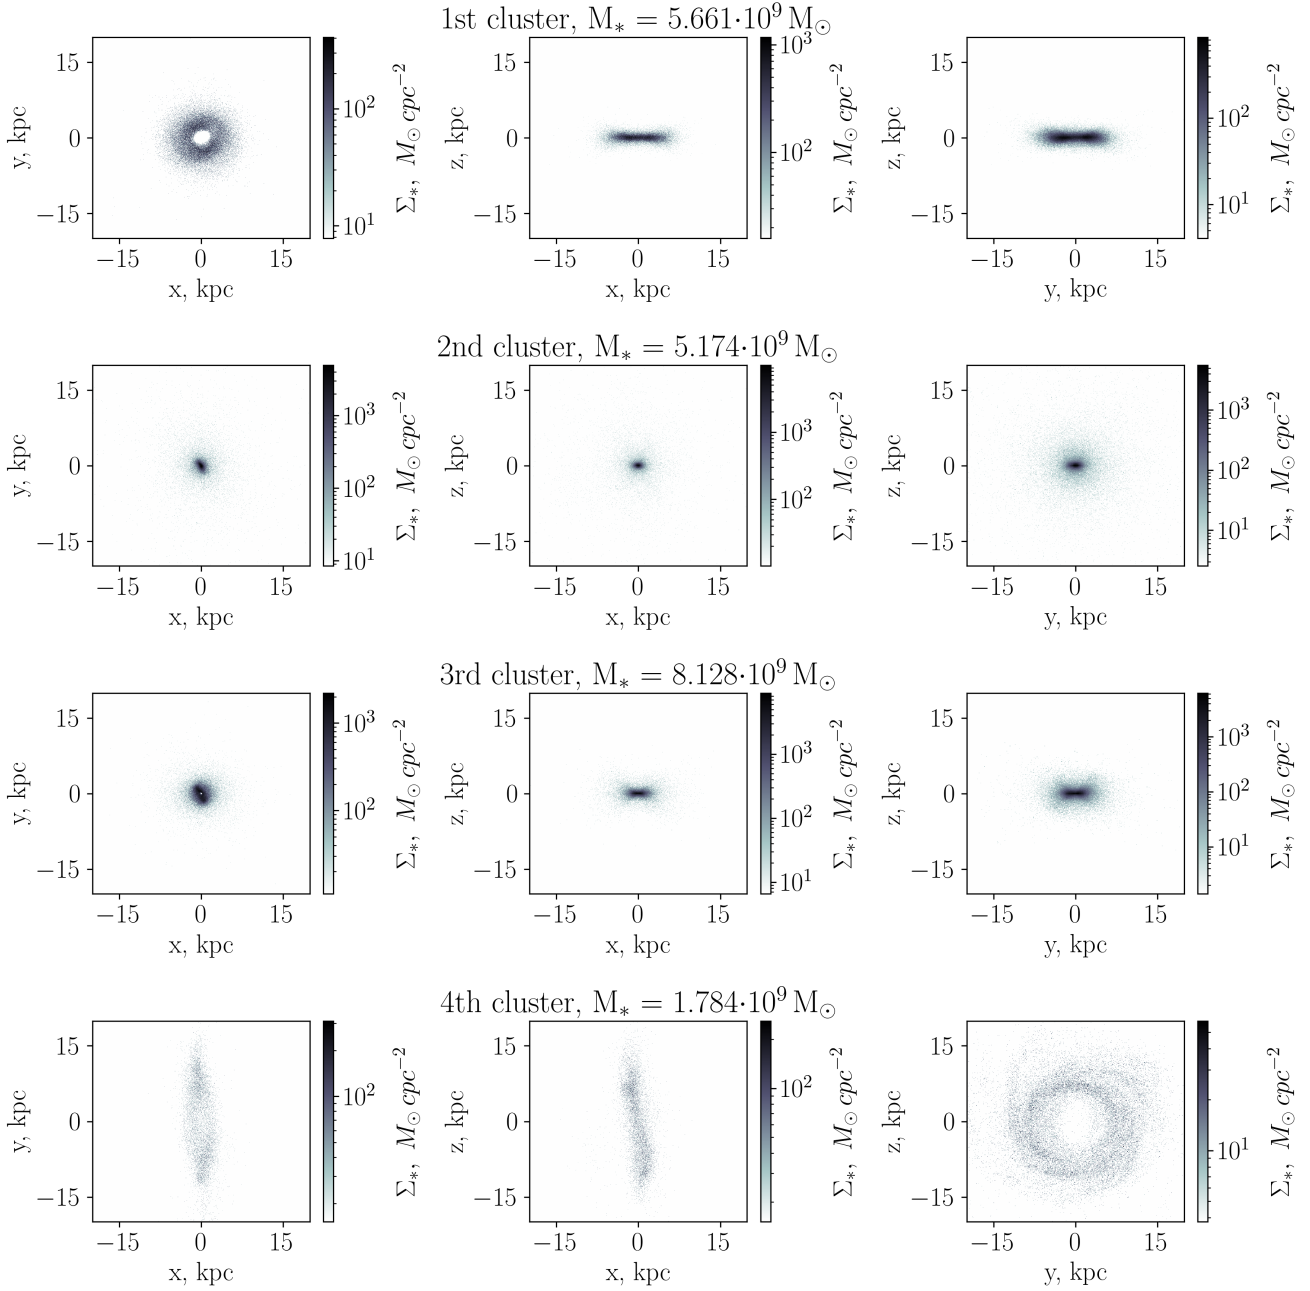 1st cluster, M∗ = 5.661·10⁹ M⊙
15
0
−15
y, kpc
−15 0 15
x, kpc
10²
10¹
Σ∗, M⊙ cpc⁻²
15
0
−15
z, kpc
−15 0 15
x, kpc
10³
10²
Σ∗, M⊙ cpc⁻²
15
0
−15
z, kpc
−15 0 15
y, kpc
10²
10¹
Σ∗, M⊙ cpc⁻²
2nd cluster, M∗ = 5.174·10⁹ M⊙
15
0
−15
y, kpc
−15 0 15
x, kpc
10³
10²
10¹
Σ∗, M⊙ cpc⁻²
15
0
−15
z, kpc
−15 0 15
x, kpc
10³
10²
Σ∗, M⊙ cpc⁻²
15
0
−15
z, kpc
−15 0 15
y, kpc
10³
10²
10¹
Σ∗, M⊙ cpc⁻²
3rd cluster, M∗ = 8.128·10⁹ M⊙
15
0
−15
y, kpc
−15 0 15
x, kpc
10³
10²
Σ∗, M⊙ cpc⁻²
15
0
−15
z, kpc
−15 0 15
x, kpc
10³
10²
10¹
Σ∗, M⊙ cpc⁻²
15
0
−15
z, kpc
−15 0 15
y, kpc
10³
10²
10¹
Σ∗, M⊙ cpc⁻²
4th cluster, M∗ = 1.784·10⁹ M⊙
15
0
−15
y, kpc
−15 0 15
x, kpc
10²
Σ∗, M⊙ cpc⁻²
15
0
−15
z, kpc
−15 0 15
x, kpc
10²
Σ∗, M⊙ cpc⁻²
15
0
−15
z, kpc
−15 0 15
y, kpc
10¹
Σ∗, M⊙ cpc⁻²